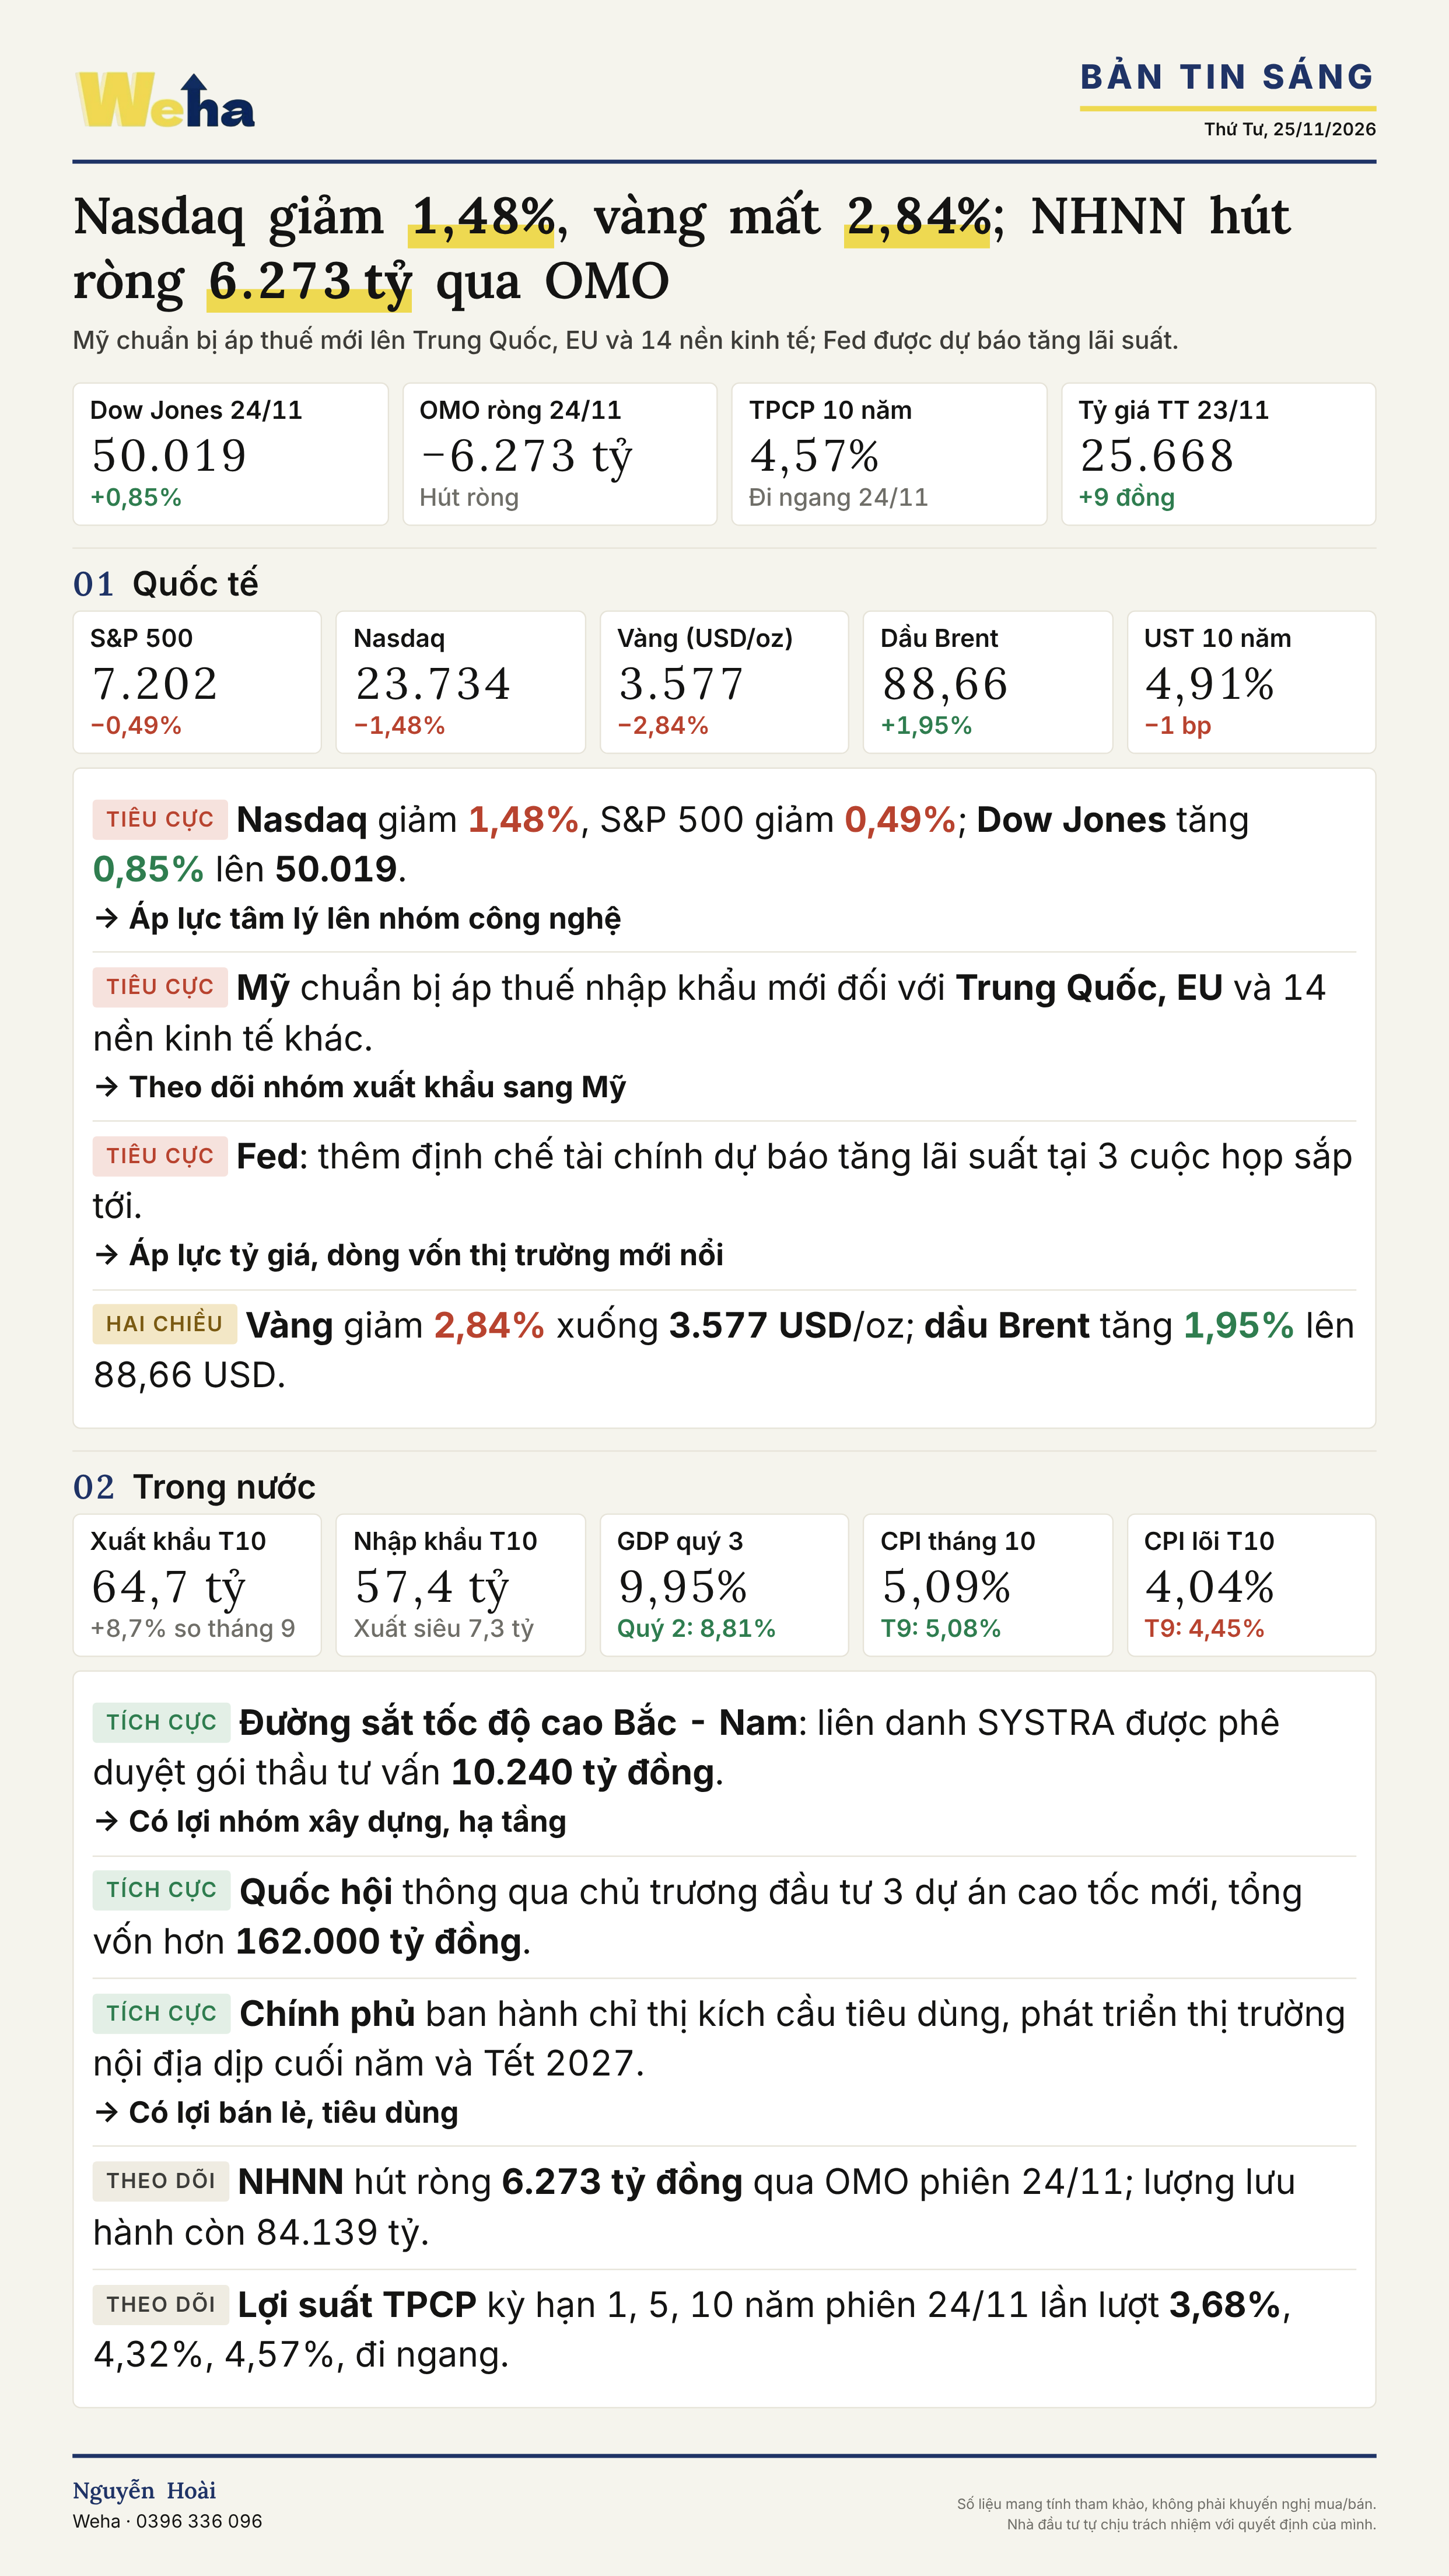 Weha
BẢN TIN SÁNG
Thứ Tư, 25/11/2026
Nasdaq giảm 1,48%, vàng mất 2,84%; NHNN hút
ròng 6.273 tỷ qua OMO
Mỹ chuẩn bị áp thuế mới lên Trung Quốc, EU và 14 nền kinh tế; Fed được dự báo tăng lãi suất.
Dow Jones 24/11
50.019
+0,85%
OMO ròng 24/11
−6.273 tỷ
Hút ròng
TPCP 10 năm
4,57%
Đi ngang 24/11
Tỷ giá TT 23/11
25.668
+9 đồng
01 Quốc tế
S&P 500
7.202
−0,49%
Nasdaq
23.734
−1,48%
Vàng (USD/oz)
3.577
−2,84%
Dầu Brent
88,66
+1,95%
UST 10 năm
4,91%
−1 bp
TIÊU CỰC Nasdaq giảm 1,48%, S&P 500 giảm 0,49%; Dow Jones tăng
0,85% lên 50.019.
→ Áp lực tâm lý lên nhóm công nghệ
TIÊU CỰC Mỹ chuẩn bị áp thuế nhập khẩu mới đối với Trung Quốc, EU và 14
nền kinh tế khác.
→ Theo dõi nhóm xuất khẩu sang Mỹ
TIÊU CỰC Fed: thêm định chế tài chính dự báo tăng lãi suất tại 3 cuộc họp sắp
tới.
→ Áp lực tỷ giá, dòng vốn thị trường mới nổi
HAI CHIỀU Vàng giảm 2,84% xuống 3.577 USD/oz; dầu Brent tăng 1,95% lên
88,66 USD.
02 Trong nước
Xuất khẩu T10
64,7 tỷ
+8,7% so tháng 9
Nhập khẩu T10
57,4 tỷ
Xuất siêu 7,3 tỷ
GDP quý 3
9,95%
Quý 2: 8,81%
CPI tháng 10
5,09%
T9: 5,08%
CPI lõi T10
4,04%
T9: 4,45%
TÍCH CỰC Đường sắt tốc độ cao Bắc - Nam: liên danh SYSTRA được phê
duyệt gói thầu tư vấn 10.240 tỷ đồng.
→ Có lợi nhóm xây dựng, hạ tầng
TÍCH CỰC Quốc hội thông qua chủ trương đầu tư 3 dự án cao tốc mới, tổng
vốn hơn 162.000 tỷ đồng.
TÍCH CỰC Chính phủ ban hành chỉ thị kích cầu tiêu dùng, phát triển thị trường
nội địa dịp cuối năm và Tết 2027.
→ Có lợi bán lẻ, tiêu dùng
THEO DÕI NHNN hút ròng 6.273 tỷ đồng qua OMO phiên 24/11; lượng lưu
hành còn 84.139 tỷ.
THEO DÕI Lợi suất TPCP kỳ hạn 1, 5, 10 năm phiên 24/11 lần lượt 3,68%,
4,32%, 4,57%, đi ngang.
Nguyễn Hoài
Weha · 0396 336 096
Số liệu mang tính tham khảo, không phải khuyến nghị mua/bán.
Nhà đầu tư tự chịu trách nhiệm với quyết định của mình.